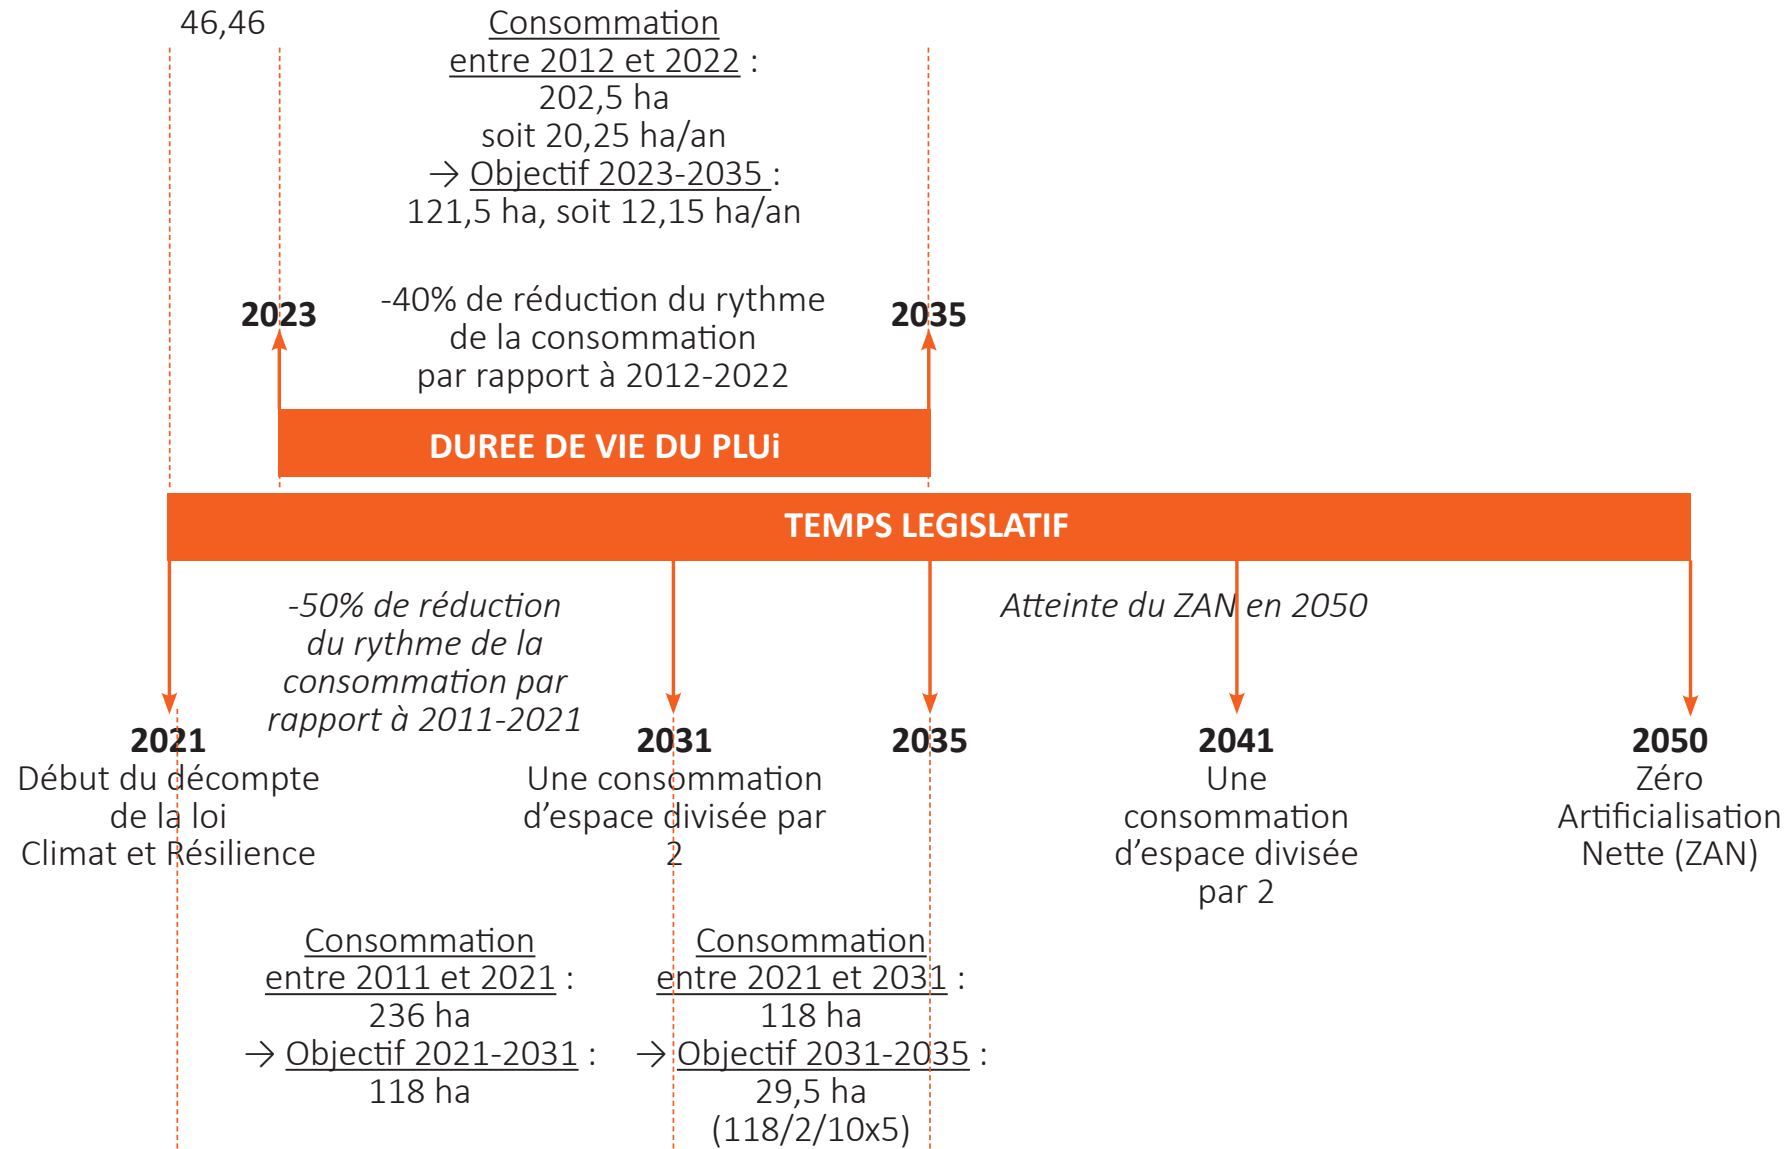 46,46
Consommation
entre 2012 et 2022 :
202,5 ha
soit 20,25 ha/an
→ Objectif 2023-2035 :
121,5 ha, soit 12,15 ha/an
2023
-40% de réduction du rythme
de la consommation
par rapport à 2012-2022
2035
DUREE DE VIE DU PLUi
TEMPS LEGISLATIF
-50% de réduction
du rythme de la
consommation par
rapport à 2011-2021
Atteinte du ZAN en 2050
2021
Début du décompte
de la loi
Climat et Résilience
2031
Une consommation
d’espace divisée par
2
2035
2041
Une
consommation
d’espace divisée
par 2
2050
Zéro
Artificialisation
Nette (ZAN)
Consommation
entre 2011 et 2021 :
236 ha
→ Objectif 2021-2031 :
118 ha
Consommation
entre 2021 et 2031 :
118 ha
→ Objectif 2031-2035 :
29,5 ha
(118/2/10x5)